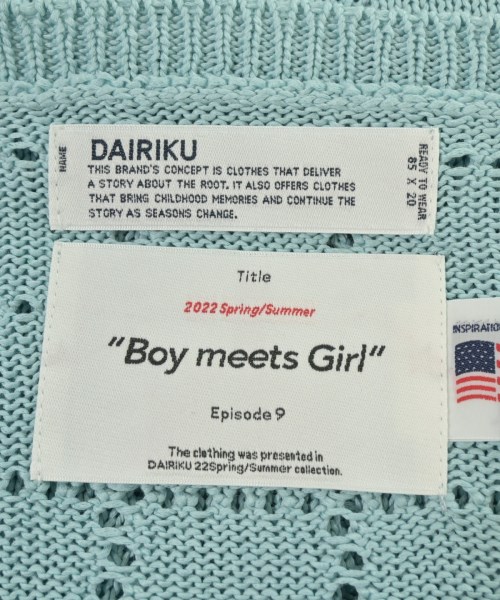 NAME
DAIRIKU
THIS BRAND'S CONCEPT IS CLOTHES THAT DELIVER
A STORY ABOUT THE ROOT. IT ALSO OFFERS CLOTHES
THAT BRING CHILDHOOD MEMORIES AND CONTINUE THE
STORY AS SEASONS CHANGE.
READY TO WEAR
85 X 20
Title
2022 Spring/Summer
"Boy meets Girl"
Episode 9
The clothing was presented in
DAIRIKU 22Spring/Summer collection.
INSPIRATIO